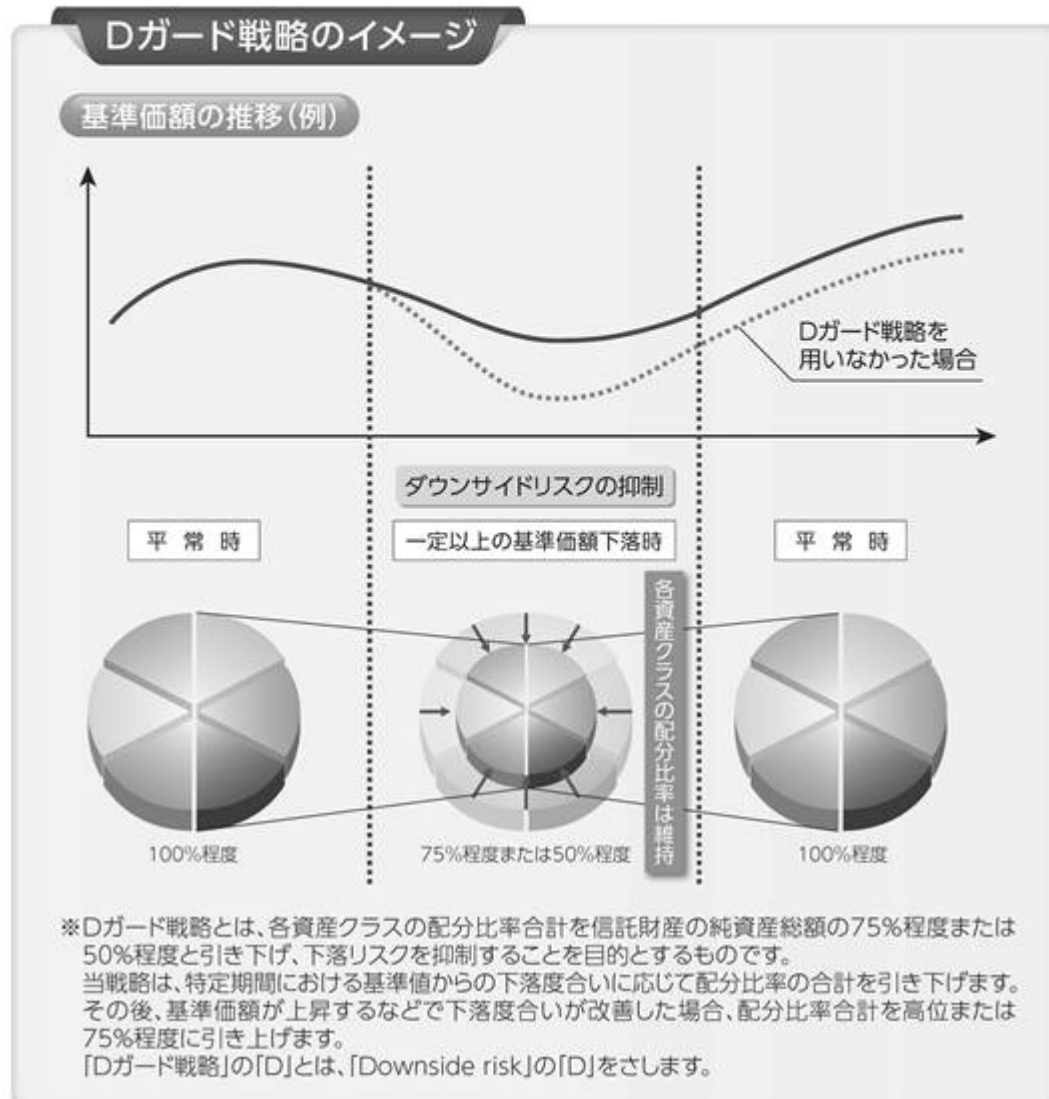 Dガード戦略のイメージ
基準価額の推移(例)
Dガード戦略を
用いなかった場合
ダウンサイドリスクの抑制
平常時
一定以上の基準価額下落時
平常時
各資産クラスの配分比率は維持
100%程度
75%程度または50%程度
100%程度
※Dガード戦略とは、各資産クラスの配分比率合計を信託財産の純資産総額の75%程度または
50%程度と引き下げ、下落リスクを抑制することを目的とするものです。
当戦略は、特定期間における基準値からの下落度合いに応じて配分比率の合計を引き下げます。
その後、基準価額が上昇するなどで下落度合いが改善した場合、配分比率合計を高位または
75%程度に引き上げます。
「Dガード戦略」の「D」とは、「Downside risk」の「D」をさします。